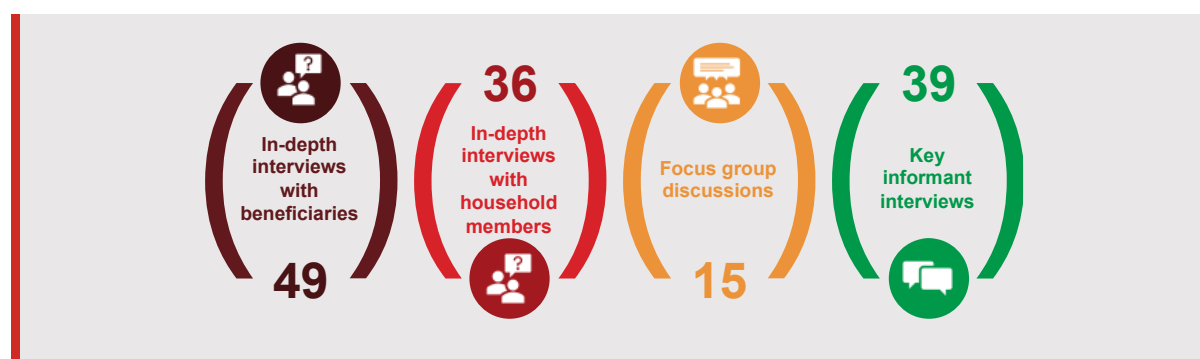 ?
In-depth
interviews
with
beneficiaries
49
36
In-depth
interviews
with
household
members
?
Focus group
discussions
15
39
Key
informant
interviews